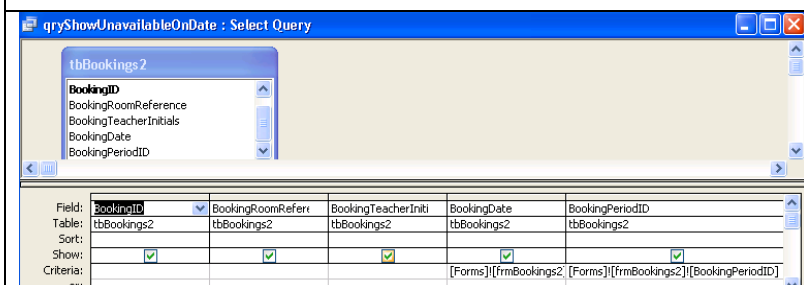 qryShowUnavailableOnDate : Select Query
tbBookings2
BookingID
BookingRoomReference
BookingTeacherInitials
BookingDate
BookingPeriodID
Field: BookingID BookingRoomRefere BookingTeacherIniti BookingDate BookingPeriodID
Table: tbBookings2 tbBookings2 tbBookings2 tbBookings2 tbBookings2
Sort:
Show:
Criteria: [Forms]![frmBookings2] [Forms]![frmBookings2]![BookingPeriodID]